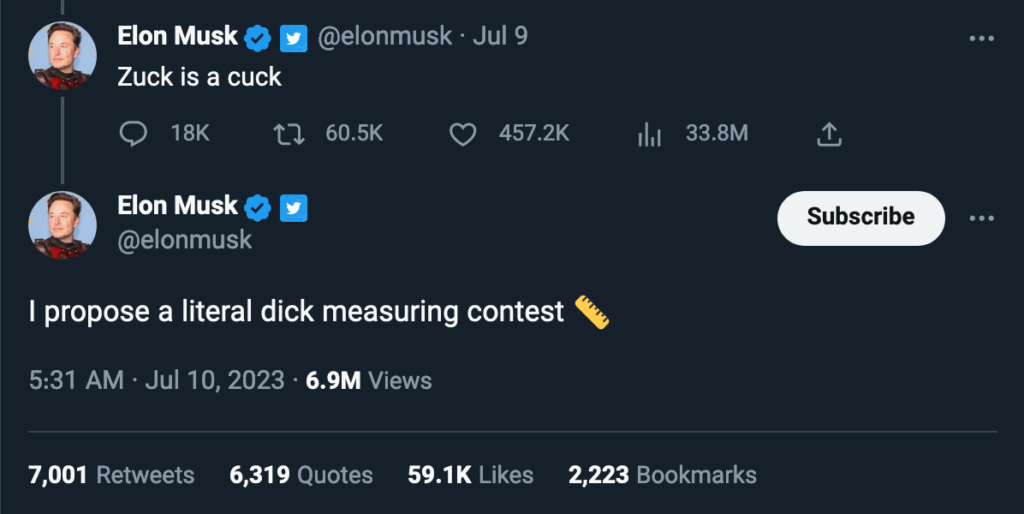 Elon Musk @elonmusk · Jul 9
Zuck is a cuck
18K 60.5K 457.2K 33.8M
Elon Musk
Subscribe
@elonmusk
I propose a literal dick measuring contest 📏
5:31 AM · Jul 10, 2023 · 6.9M Views
7,001 Retweets 6,319 Quotes 59.1K Likes 2,223 Bookmarks